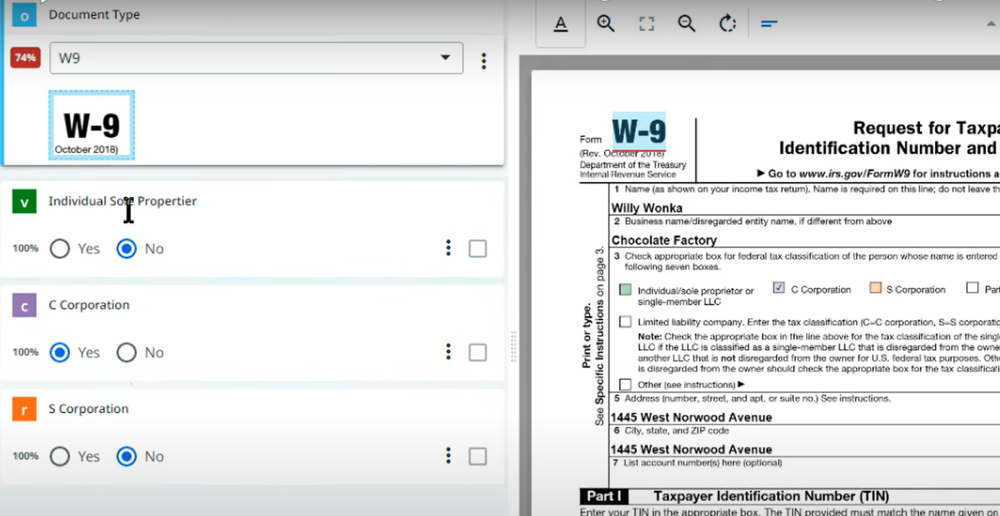 o Document Type
74% W9
W-9
October 2018)
v Individual Sole Propertier
100% Yes No
c C Corporation
100% Yes No
r S Corporation
100% Yes No
A
Form W-9
(Rev. October 2018)
Department of the Treasury
Internal Revenue Service
Request for Taxpa
Identification Number and
Go to www.irs.gov/FormW9 for instructions a
1 Name (as shown on your income tax return). Name is required on this line; do not leave th
Willy Wonka
2 Business name/disregarded entity name, if different from above
Chocolate Factory
3 Check appropriate box for federal tax classification of the person whose name is entered
following seven boxes.
Individual/sole proprietor or
single-member LLC
C Corporation
S Corporation
Part
Limited liability company. Enter the tax classification (C=C corporation, S=S corporatio
Note: Check the appropriate box in the line above for the tax classification of the singl
LLC if the LLC is classified as a single-member LLC that is disregarded from the owne
another LLC that is not disregarded from the owner for U.S. federal tax purposes. Oth
is disregarded from the owner should check the appropriate box for the tax classificati
Other (see instructions)
5 Address (number, street, and apt. or suite no.) See instructions.
1445 West Norwood Avenue
6 City, state, and ZIP code
1445 West Norwood Avenue
7 List account number(s) here (optional)
Print or type.
See Specific Instructions on page 3.
Part I Taxpayer Identification Number (TIN)
Enter your TIN in the appropriate box. The TIN provided must match the name given on